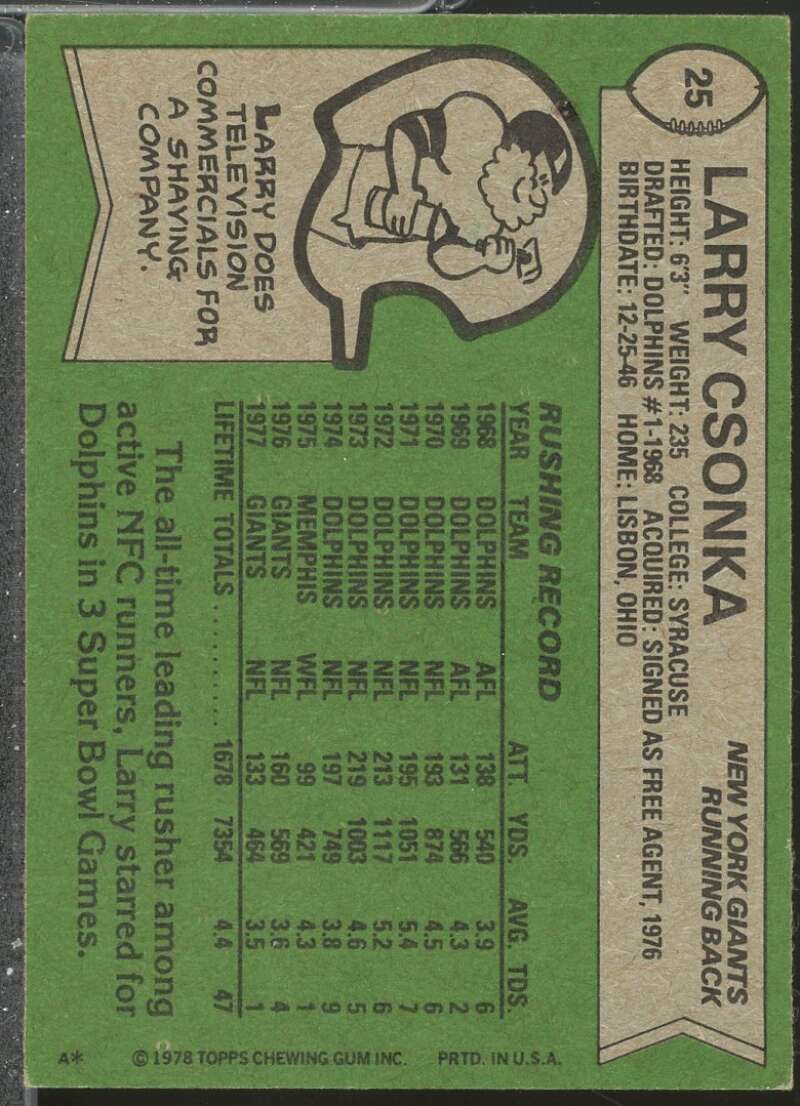 25
LARRY CSONKA
NEW YORK GIANTS
RUNNING BACK
HEIGHT: 6'3" WEIGHT: 235 COLLEGE: SYRACUSE
DRAFTED: DOLPHINS #1-1968 ACQUIRED: SIGNED AS FREE AGENT, 1976
BIRTHDATE: 12-25-46 HOME: LISBON, OHIO
LARRY DOES
TELEVISION
COMMERCIALS FOR
A SHAVING
COMPANY.
RUSHING RECORD
YEAR TEAM ATT. YDS. AVG. TDS.
1968 DOLPHINS AFL 138 540 3.9 6
1969 DOLPHINS AFL 131 566 4.3 2
1970 DOLPHINS NFL 193 874 4.5 6
1971 DOLPHINS NFL 195 1051 5.4 7
1972 DOLPHINS NFL 213 1117 5.2 6
1973 DOLPHINS NFL 219 1003 4.6 5
1974 DOLPHINS NFL 197 749 3.8 9
1975 MEMPHIS WFL 99 421 4.3 1
1976 GIANTS NFL 160 569 3.6 4
1977 GIANTS NFL 133 464 3.5 1
LIFETIME TOTALS .......... 1678 7354 4.4 47
The all-time leading rusher among
active NFC runners, Larry starred for
Dolphins in 3 Super Bowl Games.
A* © 1978 TOPPS CHEWING GUM INC. PRTD. IN U.S.A.